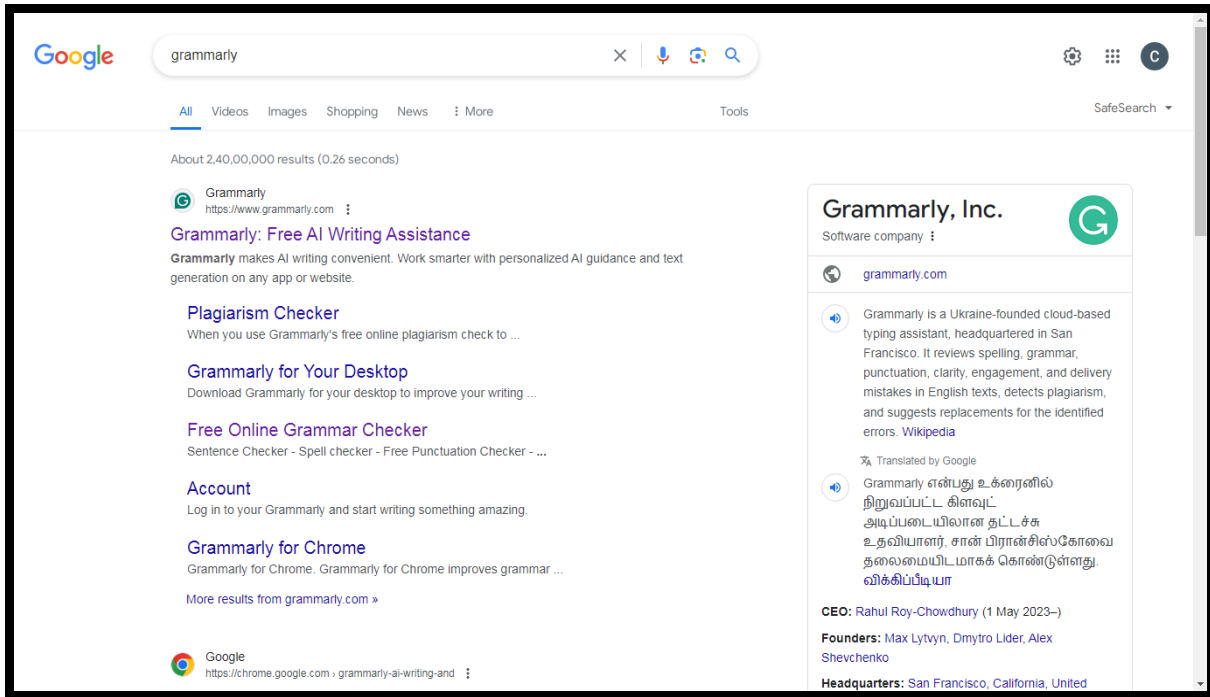 Google
grammarly
C
All Videos Images Shopping News More Tools
SafeSearch
About 2,40,00,000 results (0.26 seconds)
Grammarly
https://www.grammarly.com
Grammarly: Free AI Writing Assistance
Grammarly makes AI writing convenient. Work smarter with personalized AI guidance and text
generation on any app or website.
Plagiarism Checker
When you use Grammarly's free online plagiarism check to ...
Grammarly for Your Desktop
Download Grammarly for your desktop to improve your writing ...
Free Online Grammar Checker
Sentence Checker - Spell checker - Free Punctuation Checker - ...
Account
Log in to your Grammarly and start writing something amazing.
Grammarly for Chrome
Grammarly for Chrome. Grammarly for Chrome improves grammar ...
More results from grammarly.com »
Google
https://chrome.google.com › grammarly-ai-writing-and
Grammarly, Inc.
Software company
grammarly.com
Grammarly is a Ukraine-founded cloud-based
typing assistant, headquartered in San
Francisco. It reviews spelling, grammar,
punctuation, clarity, engagement, and delivery
mistakes in English texts, detects plagiarism,
and suggests replacements for the identified
errors. Wikipedia
Translated by Google
Grammarly என்பது உக்ரைனில்
நிறுவப்பட்ட கிளவுட்
அடிப்படையிலான தட்டச்சு
உதவியாளர், சான் பிரான்சிஸ்கோவை
தலைமையிடமாகக் கொண்டுள்ளது.
விக்கிப்பீடியா
CEO: Rahul Roy-Chowdhury (1 May 2023–)
Founders: Max Lytvyn, Dmytro Lider, Alex
Shevchenko
Headquarters: San Francisco, California, United